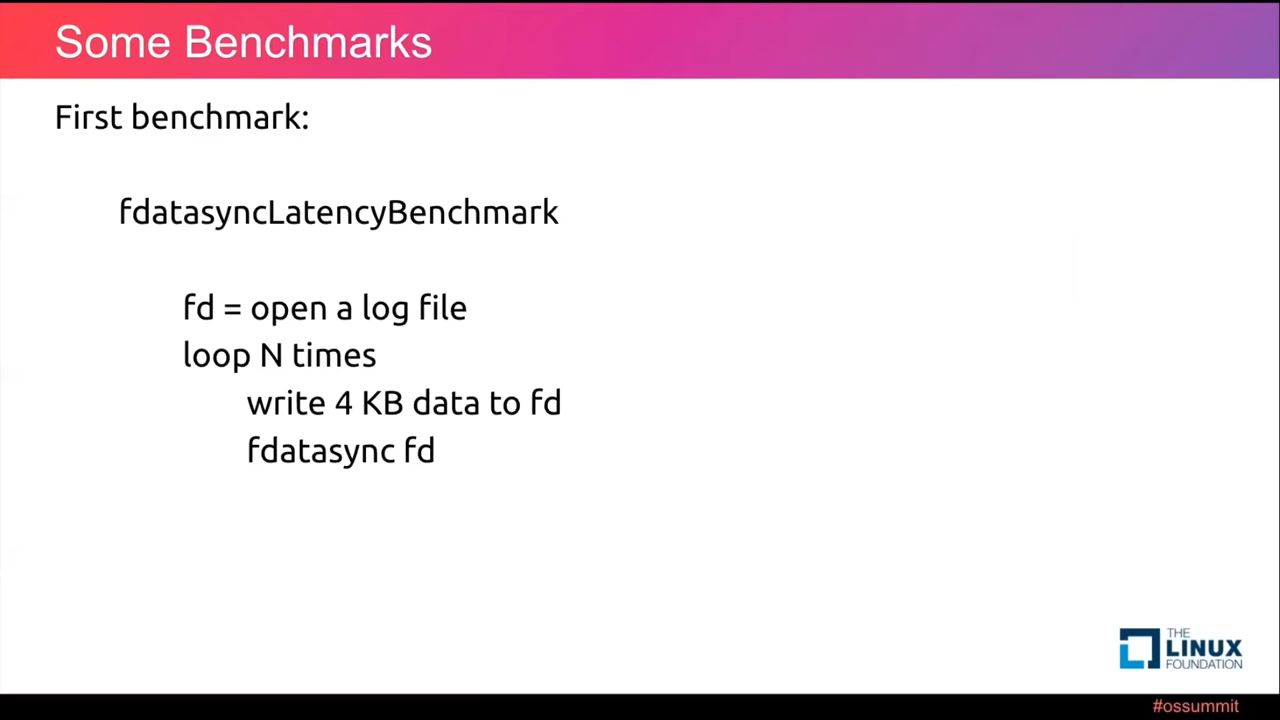 Some Benchmarks
First benchmark:
fdatasyncLatencyBenchmark
fd = open a log file
loop N times
write 4 KB data to fd
fdatasync fd
THE
LINUX
FOUNDATION
#ossummit